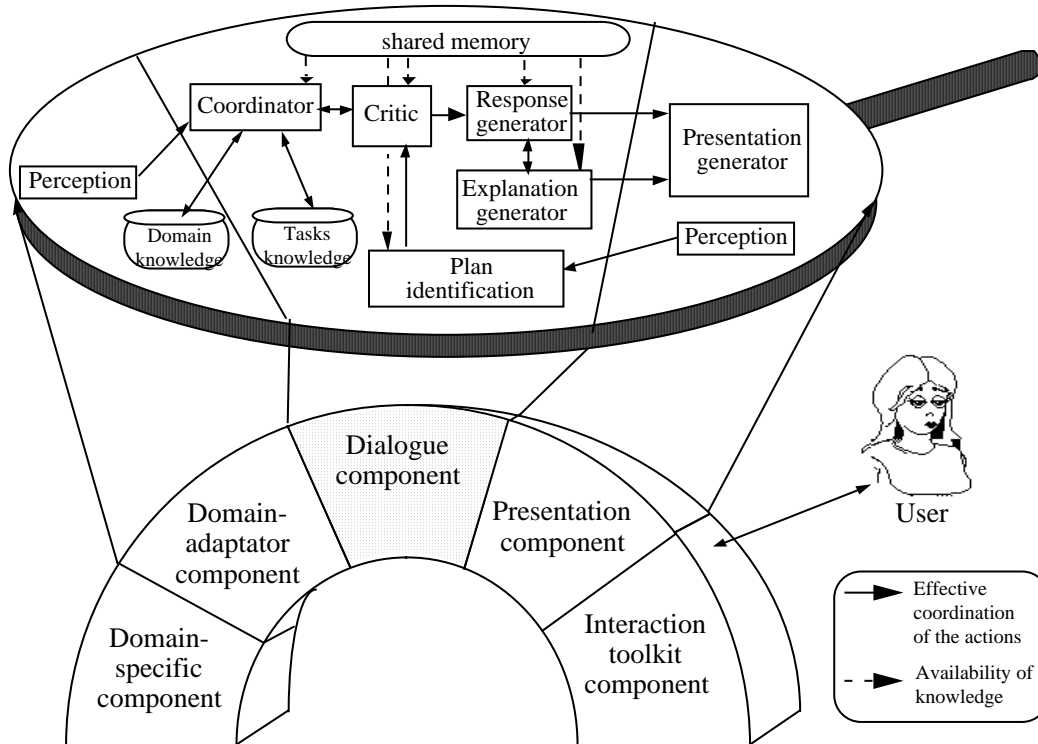 shared memory
Coordinator
Critic
Response
generator
Presentation
generator
Perception
Explanation
generator
Domain
knowledge
Tasks
knowledge
Perception
Plan
identification
Dialogue
component
Domain-
adaptator
component
Presentation
component
User
Domain-
specific
component
Interaction
toolkit
component
Effective
coordination
of the actions
Availability of
knowledge